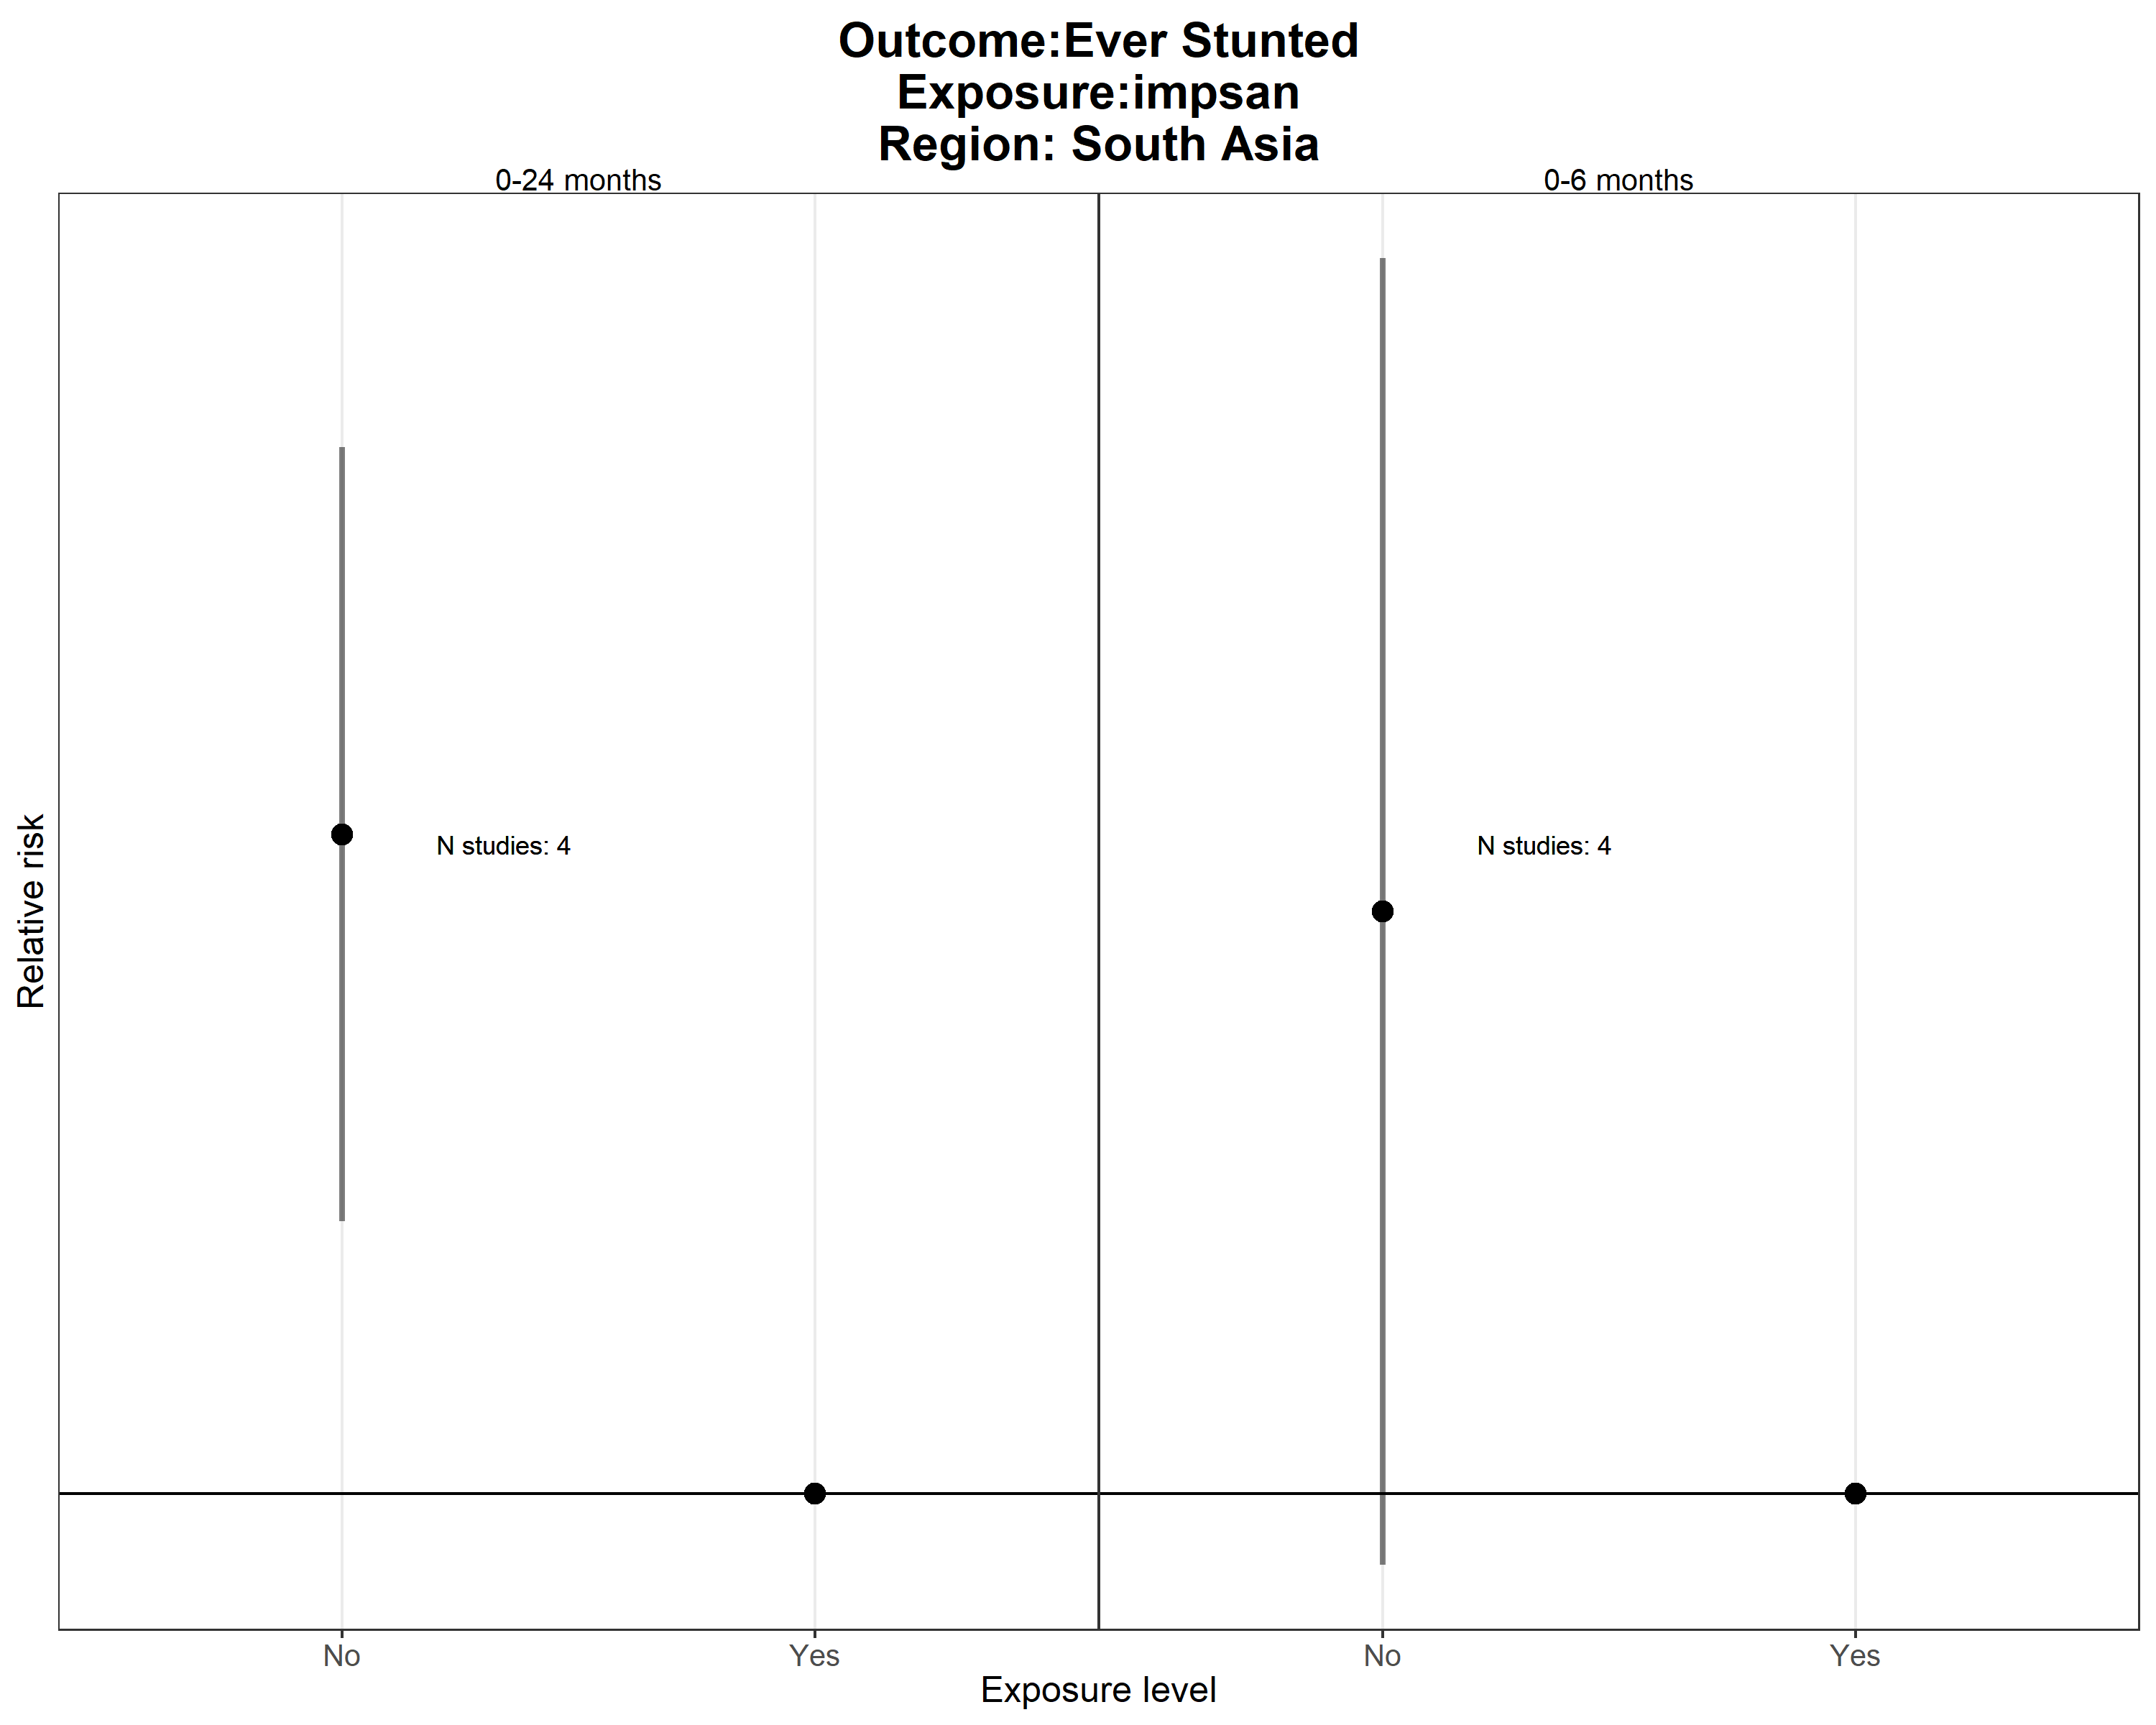 Outcome:Ever Stunted
Exposure:impsan
Region: South Asia
0-24 months
0-6 months
N studies: 4
N studies: 4
Relative risk
No
Yes
No
Yes
Exposure level